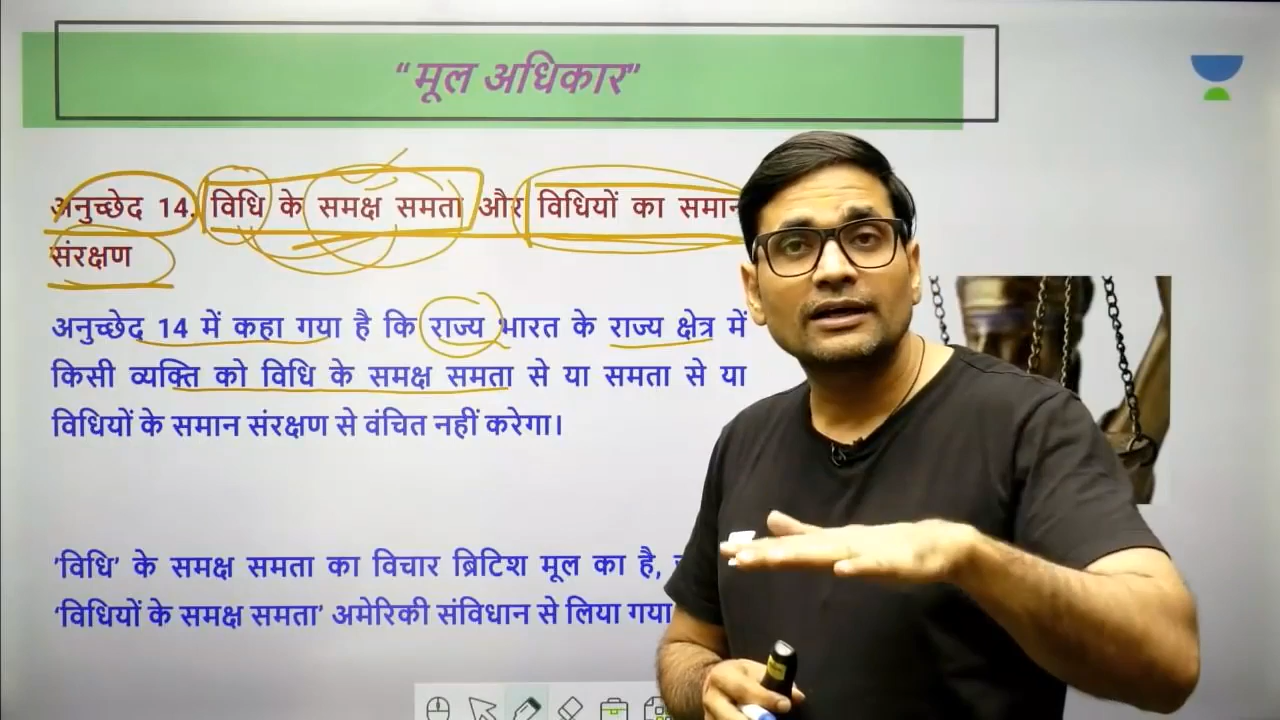 “मूल अधिकार”
अनुच्छेद 14. विधि के समक्ष समता और विधियों का समान
संरक्षण
अनुच्छेद 14 में कहा गया है कि राज्य भारत के राज्य क्षेत्र में
किसी व्यक्ति को विधि के समक्ष समता से या समता से या
विधियों के समान संरक्षण से वंचित नहीं करेगा।
'विधि’ के समक्ष समता का विचार ब्रिटिश मूल का है,
‘विधियों के समक्ष समता’ अमेरिकी संविधान से लिया गया